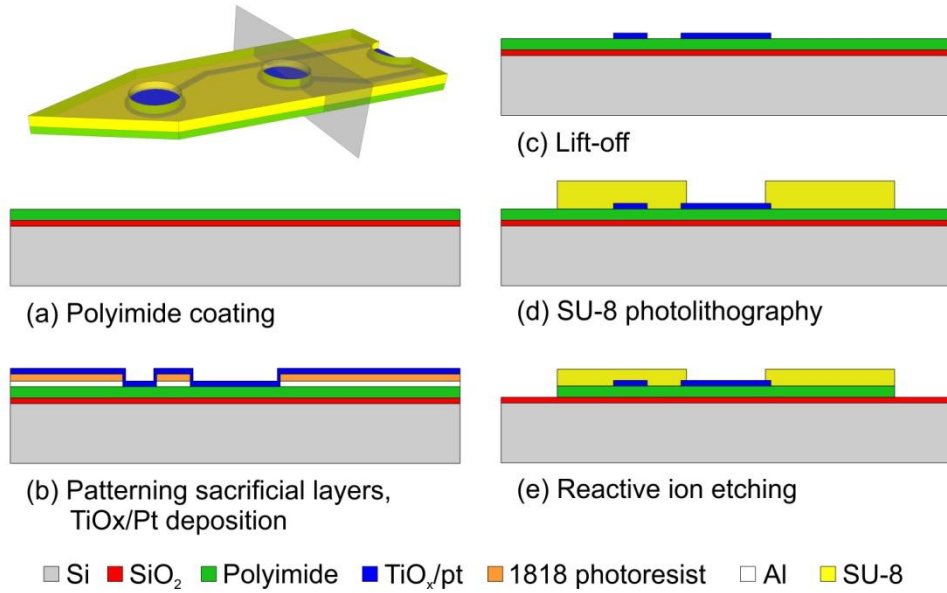 (a) Polyimide coating
(b) Patterning sacrificial layers,
TiOx/Pt deposition
(c) Lift-off
(d) SU-8 photolithography
(e) Reactive ion etching
Si SiO₂ Polyimide TiOₓ/pt 1818 photoresist Al SU-8